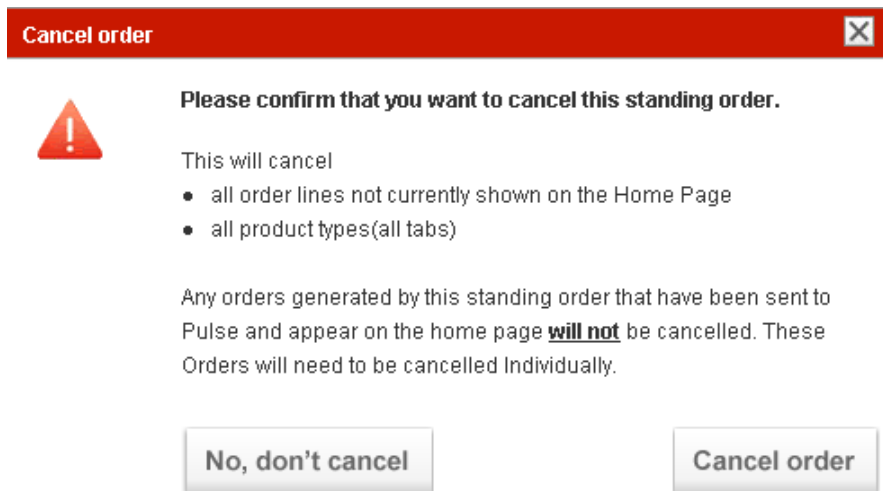 Cancel order
Please confirm that you want to cancel this standing order.
This will cancel
● all order lines not currently shown on the Home Page
● all product types(all tabs)
Any orders generated by this standing order that have been sent to
Pulse and appear on the home page will not be cancelled. These
Orders will need to be cancelled Individually.
No, don't cancel
Cancel order